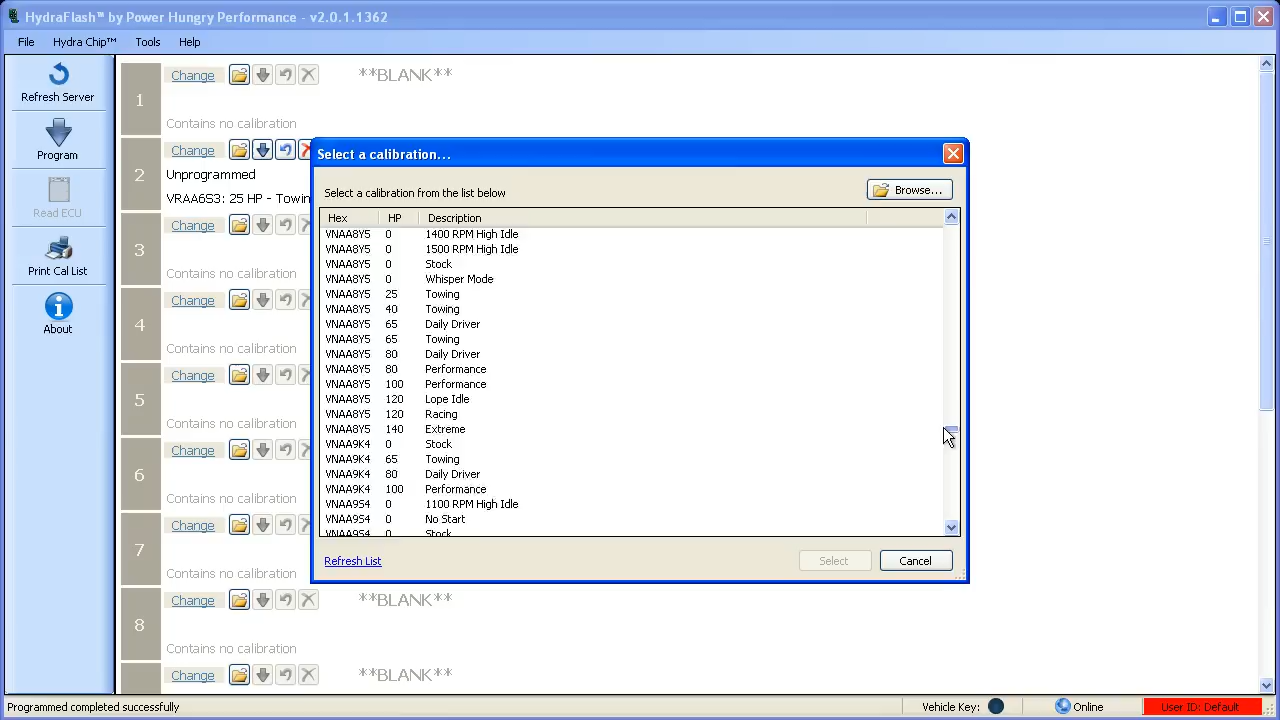 HydraFlash™ by Power Hungry Performance - v2.0.1.1362
File Hydra Chip™ Tools Help
Refresh Server
Program
Read ECU
Print Cal List
About
1 Change **BLANK**
Contains no calibration
2 Change
Unprogrammed
VRAA3S3: 25 HP - Towin
3 Change
Contains no calibration
4 Change
Contains no calibration
5 Change
Contains no calibration
6 Change
Contains no calibration
7 Change
Contains no calibration
8 Change **BLANK**
Contains no calibration
Change **BLANK**
Select a calibration...
Select a calibration from the list below
Browse...
Hex HP Description
VNAA8Y5 0 1400 RPM High Idle
VNAA8Y5 0 1500 RPM High Idle
VNAA8Y5 0 Stock
VNAA8Y5 0 Whisper Mode
VNAA8Y5 25 Towing
VNAA8Y5 40 Towing
VNAA8Y5 65 Daily Driver
VNAA8Y5 65 Towing
VNAA8Y5 80 Daily Driver
VNAA8Y5 80 Performance
VNAA8Y5 100 Performance
VNAA8Y5 120 Lope Idle
VNAA8Y5 120 Racing
VNAA8Y5 140 Extreme
VNAA9K4 0 Stock
VNAA9K4 65 Towing
VNAA9K4 80 Daily Driver
VNAA9K4 100 Performance
VNAA9S4 0 1100 RPM High Idle
VNAA9S4 0 No Start
VNAA9S4 0 Stock
Refresh List
Select Cancel
Programmed completed successfully
Vehicle Key: Online User ID: Default